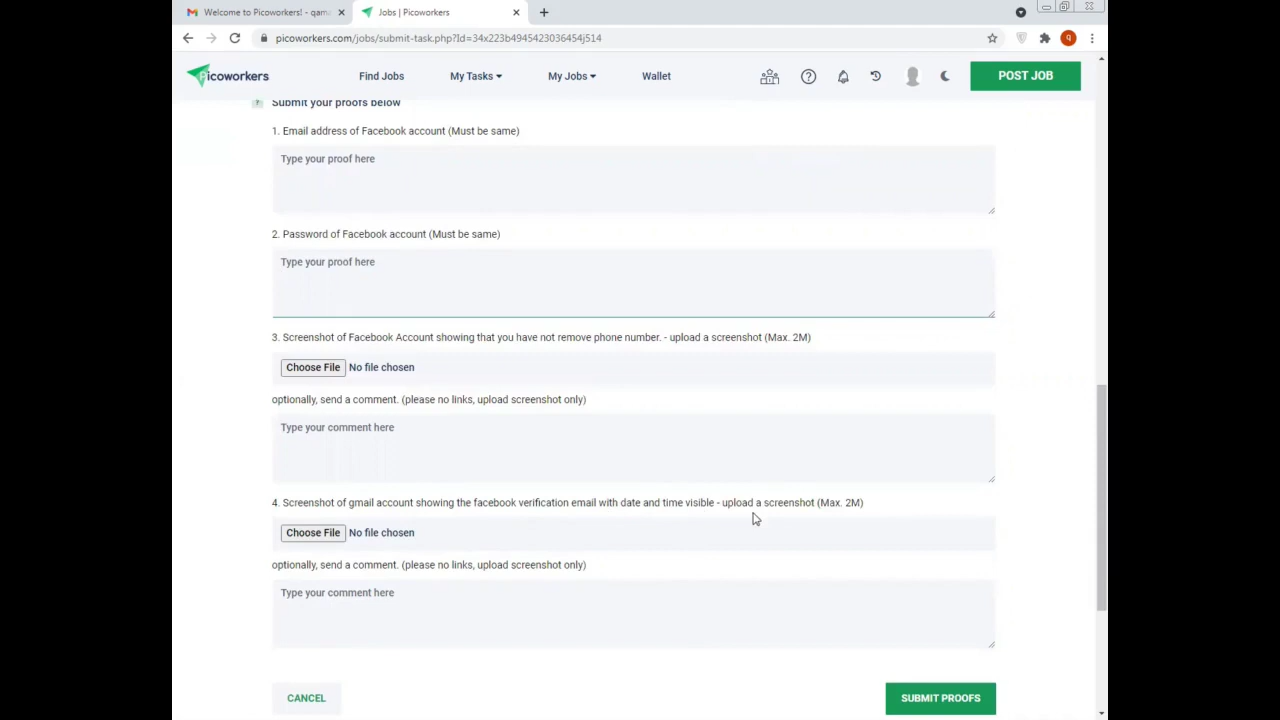 Welcome to Picoworkers! - qama
Jobs | Picoworkers
picoworkers.com/jobs/submit-task.php?Id=34x223b4945423036454j514
q
Picoworkers
Find Jobs
My Tasks
My Jobs
Wallet
POST JOB
Submit your proofs below
1. Email address of Facebook account (Must be same)
Type your proof here
2. Password of Facebook account (Must be same)
Type your proof here
3. Screenshot of Facebook Account showing that you have not remove phone number. - upload a screenshot (Max. 2M)
Choose File No file chosen
optionally, send a comment. (please no links, upload screenshot only)
Type your comment here
4. Screenshot of gmail account showing the facebook verification email with date and time visible - upload a screenshot (Max. 2M)
Choose File No file chosen
optionally, send a comment. (please no links, upload screenshot only)
Type your comment here
CANCEL
SUBMIT PROOFS